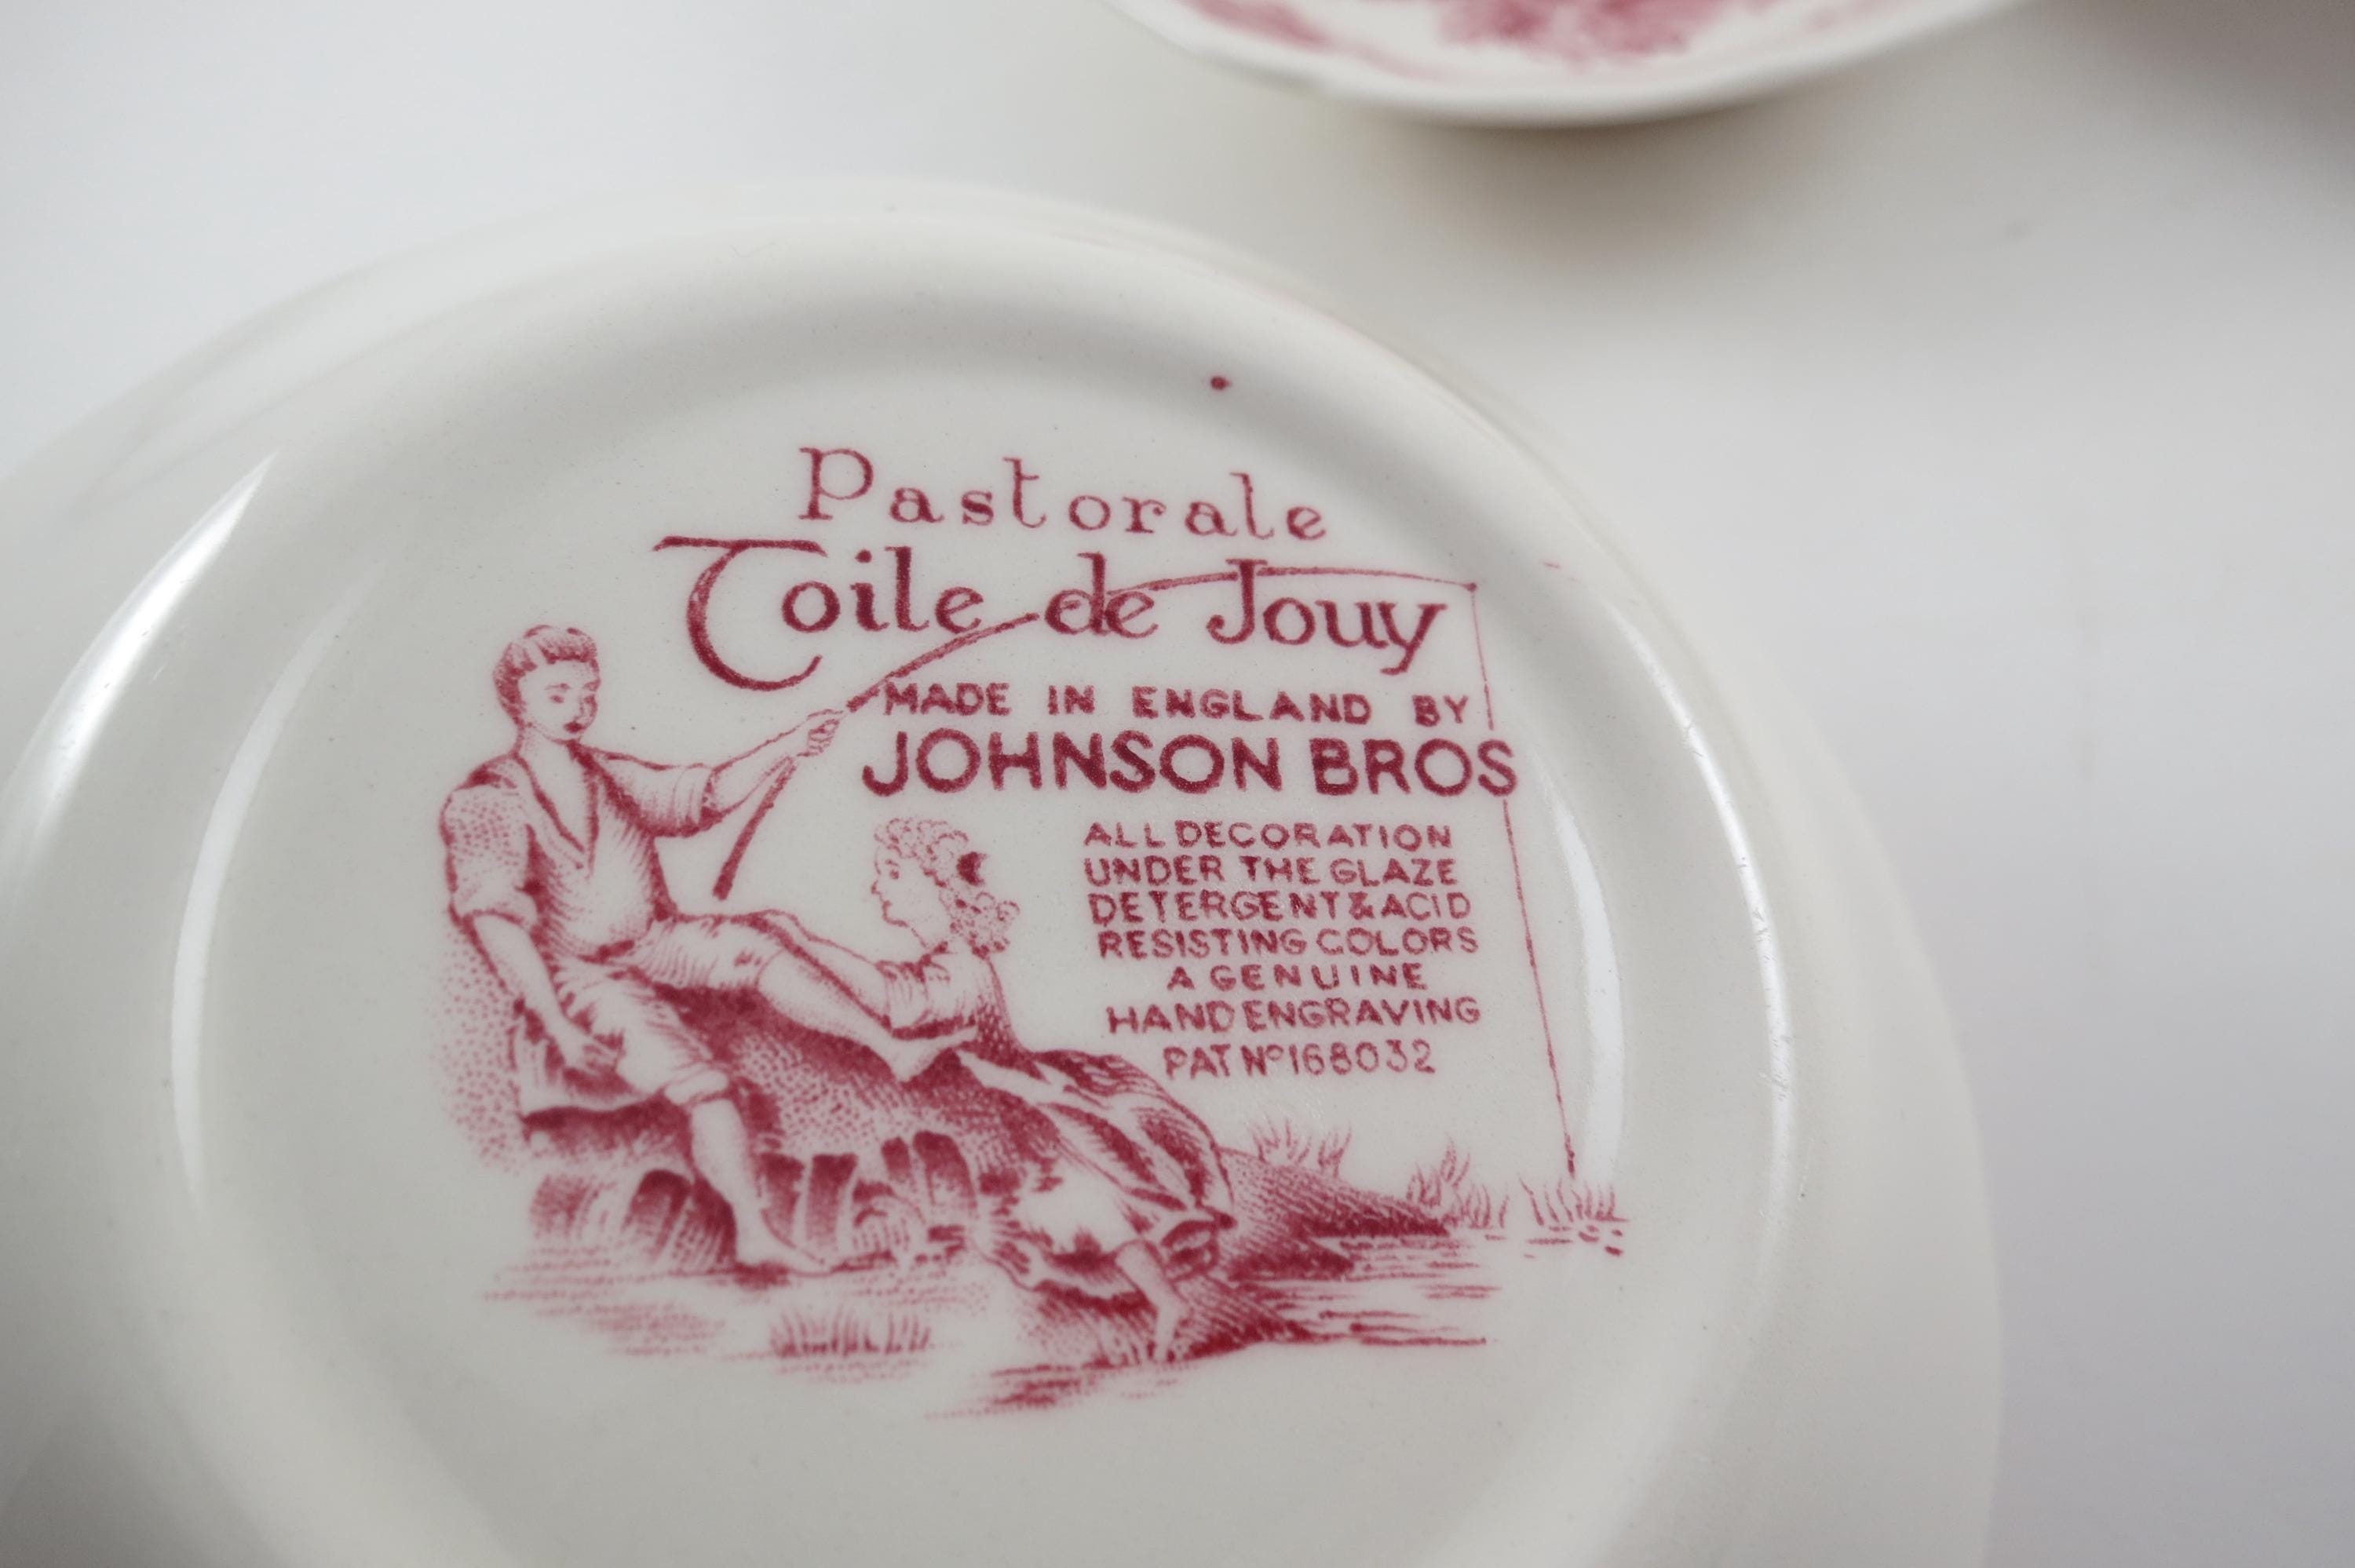 Pastorale
Toile de Jouy
MADE IN ENGLAND BY
JOHNSON BROS
ALL DECORATION
UNDER THE GLAZE
DETERGENT & ACID
RESISTING COLORS
A GENUINE
HAND ENGRAVING
PAT Nº 168032